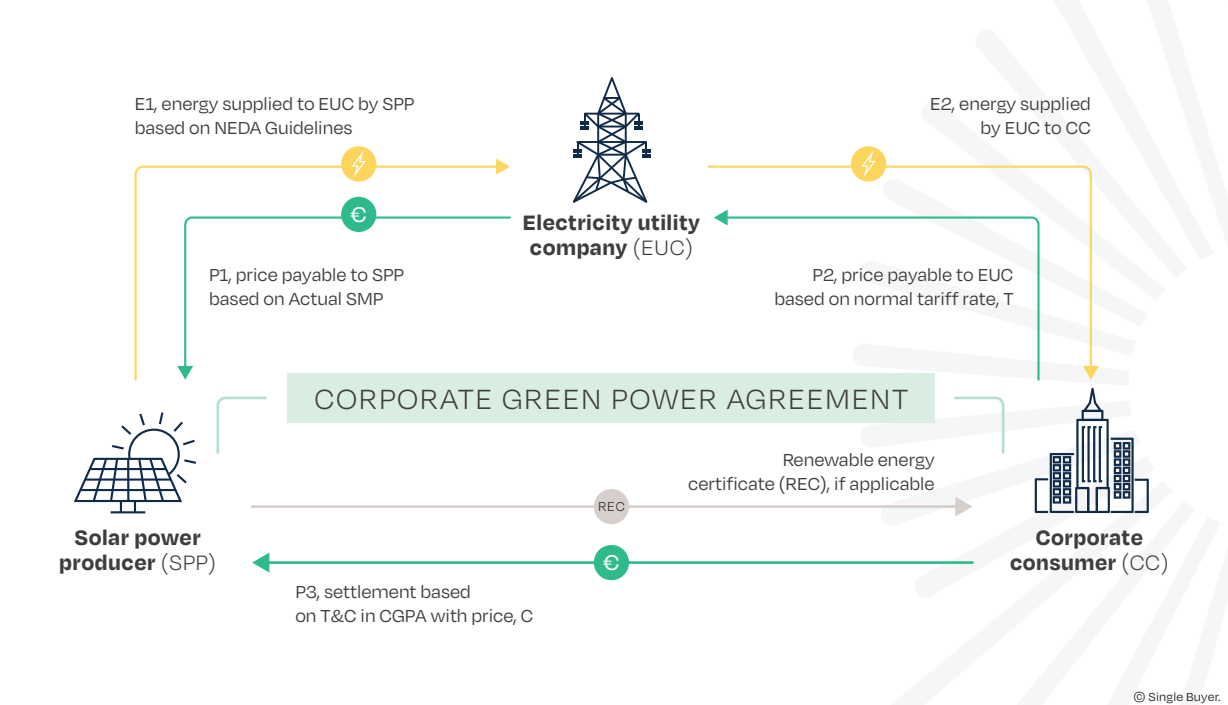 E1, energy supplied to EUC by SPP
based on NEDA Guidelines
E2, energy supplied
by EUC to CC
€
Electricity utility
company (EUC)
P1, price payable to SPP
based on Actual SMP
P2, price payable to EUC
based on normal tariff rate, T
CORPORATE GREEN POWER AGREEMENT
Renewable energy
certificate (REC), if applicable
REC
Solar power
producer (SPP)
Corporate
consumer (CC)
€
P3, settlement based
on T&C in CGPA with price, C
© Single Buyer.